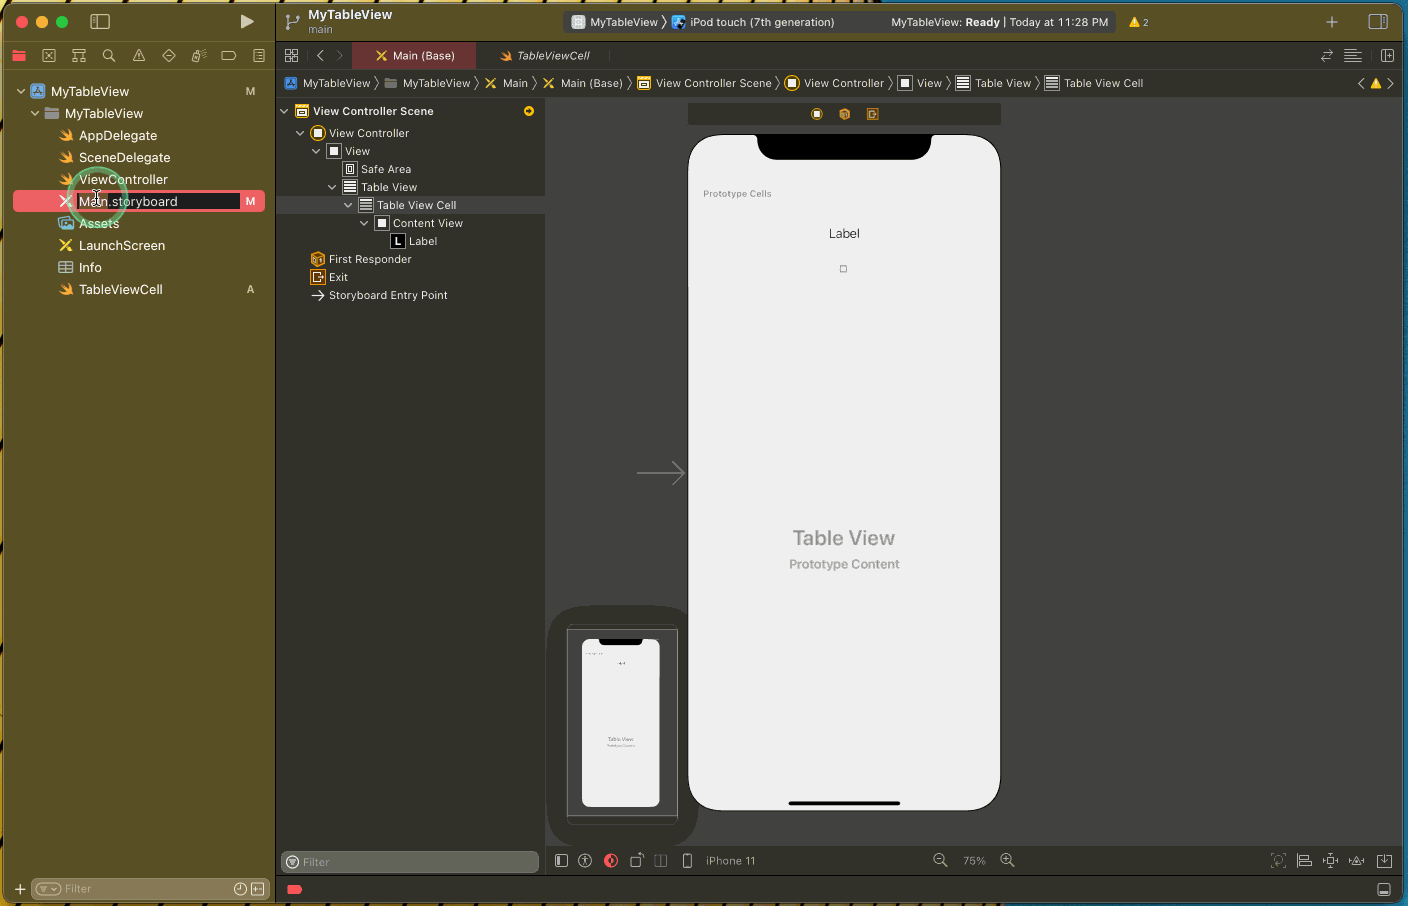 MyTableView
main
MyTableView
iPod touch (7th generation)
MyTableView: Ready | Today at 11:28 PM
2
Main (Base)
TableViewCell
MyTableView
MyTableView
Main
Main (Base)
View Controller Scene
View Controller
View
Table View
Table View Cell
MyTableView M
MyTableView
AppDelegate
SceneDelegate
ViewController
Main.storyboard M
Assets
LaunchScreen
Info
TableViewCell A
Filter
View Controller Scene
View Controller
View
Safe Area
Table View
Table View Cell
Content View
L Label
First Responder
Exit
Storyboard Entry Point
Filter
Prototype Cells
Label
Table View
Prototype Content
Table View
Prototype Content
iPhone 11
75%